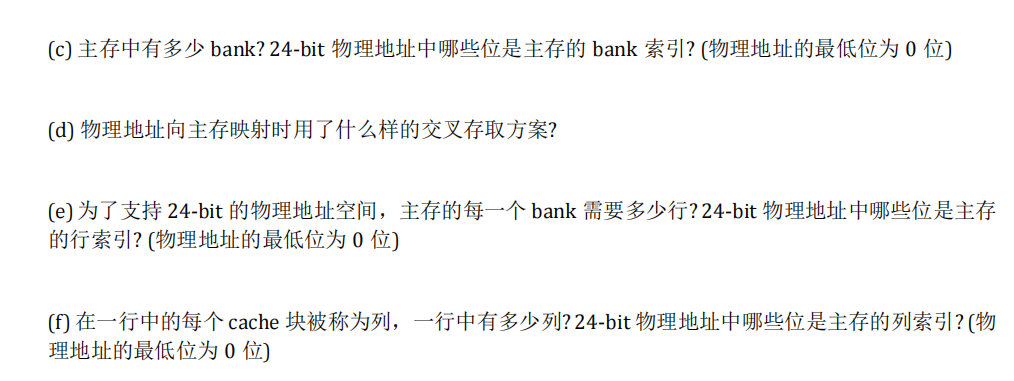 (c) 主存中有多少 bank? 24-bit 物理地址中哪些位是主存的 bank 索引? (物理地址的最低位为 0 位)
(d) 物理地址向主存映射时用了什么样的交叉存取方案?
(e) 为了支持 24-bit 的物理地址空间，主存的每一个 bank 需要多少行? 24-bit 物理地址中哪些位是主存
的行索引? (物理地址的最低位为 0 位)
(f) 在一行中的每个 cache 块被称为列，一行中有多少列? 24-bit 物理地址中哪些位是主存的列索引? (物
理地址的最低位为 0 位)